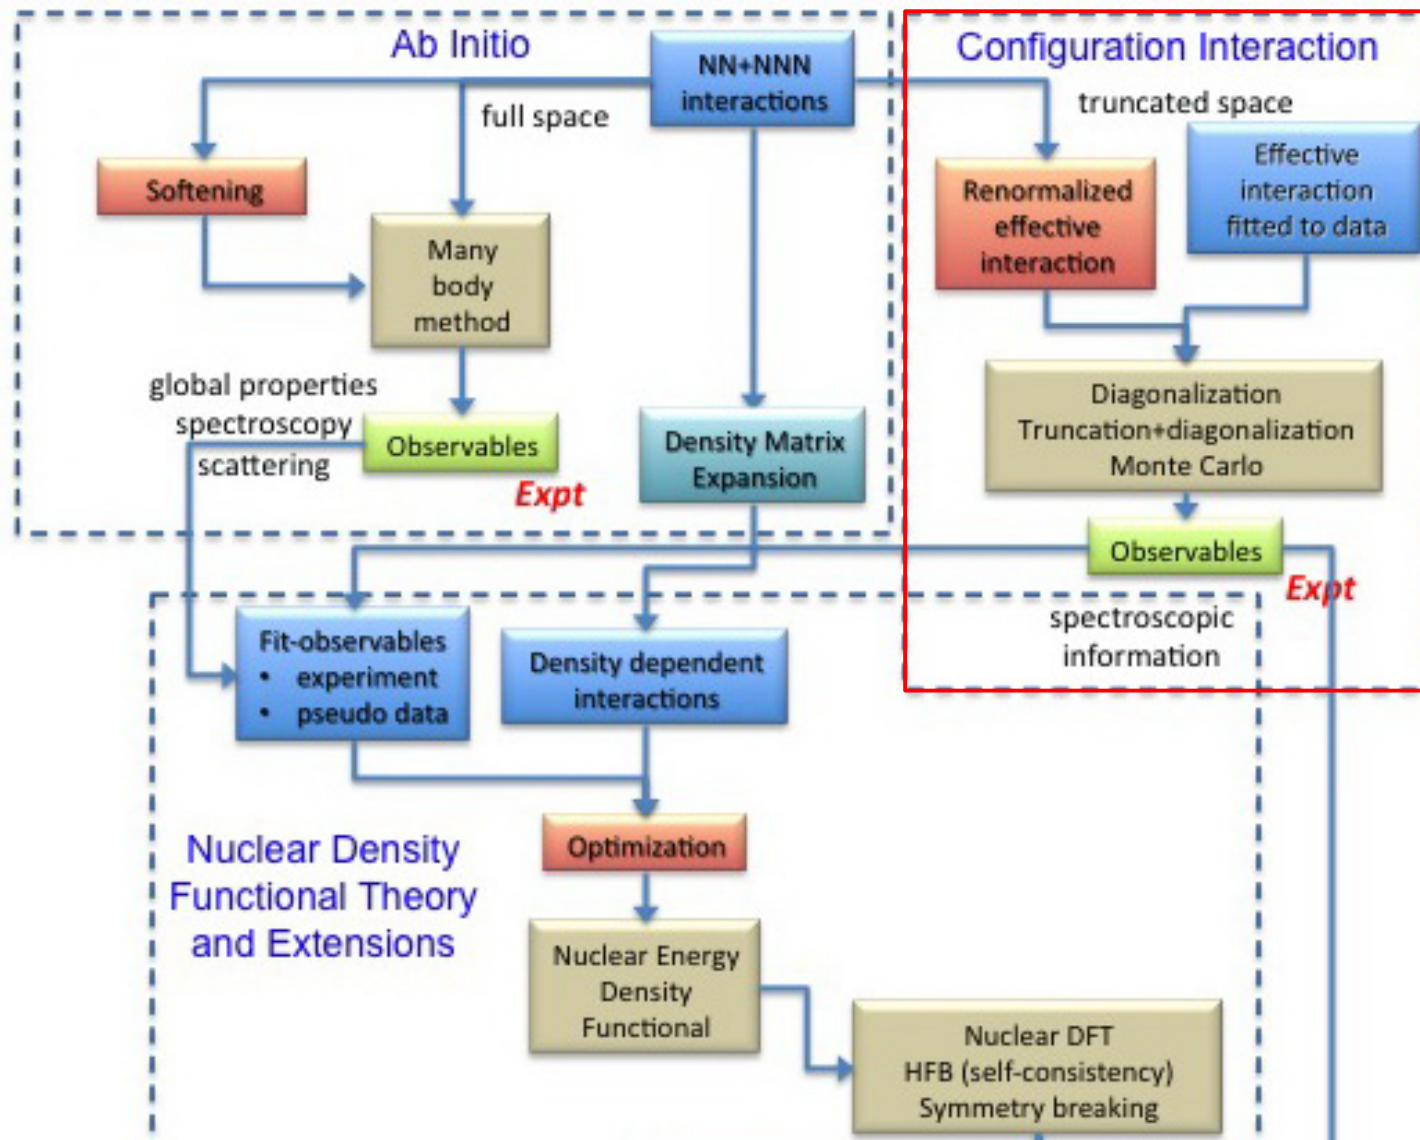 Ab Initio
NN+NNN
interactions
full space
Softening
Many
body
method
global properties
spectroscopy
scattering
Observables
Expt
Density Matrix
Expansion
Configuration Interaction
truncated space
Renormalized
effective
interaction
Effective
interaction
fitted to data
Diagonalization
Truncation+diagonalization
Monte Carlo
Observables
Expt
spectroscopic
information
Fit-observables
• experiment
• pseudo data
Density dependent
interactions
Optimization
Nuclear Density
Functional Theory
and Extensions
Nuclear Energy
Density
Functional
Nuclear DFT
HFB (self-consistency)
Symmetry breaking